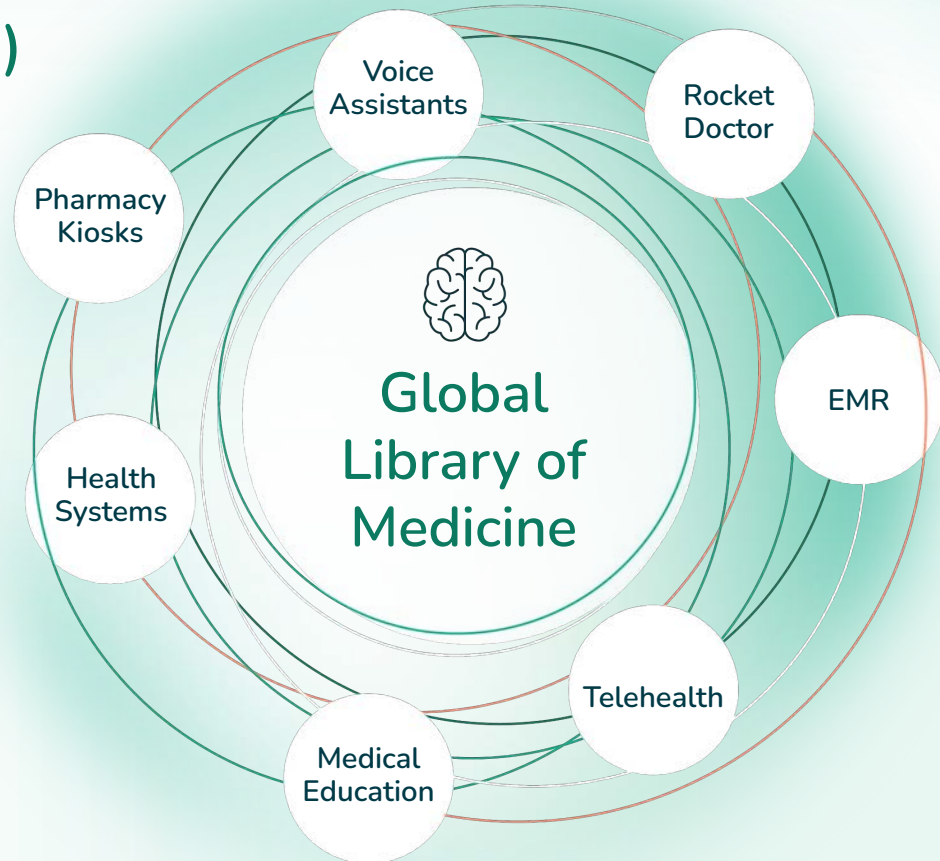 )
Voice
Assistants
Rocket
Doctor
Pharmacy
Kiosks
EMR
Global
Library of
Medicine
Health
Systems
Telehealth
Medical
Education